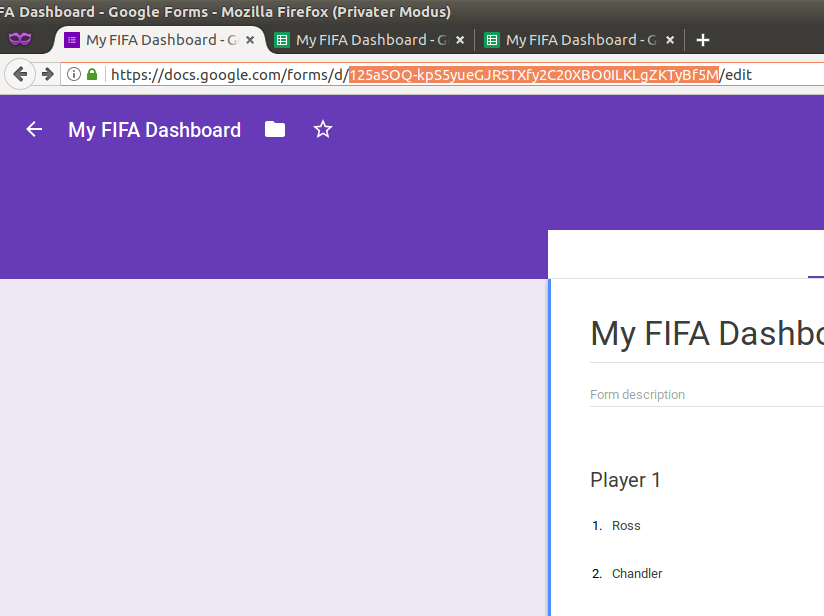 FA Dashboard - Google Forms - Mozilla Firefox (Privater Modus)
My FIFA Dashboard - G
My FIFA Dashboard - G
My FIFA Dashboard - G
https://docs.google.com/forms/d/125aSOQ-kpS5yueGJRSTXfy2C20XBO0ILKLgZKTyBf5M/edit
My FIFA Dashboard
My FIFA Dashbo
Form description
Player 1
1. Ross
2. Chandler